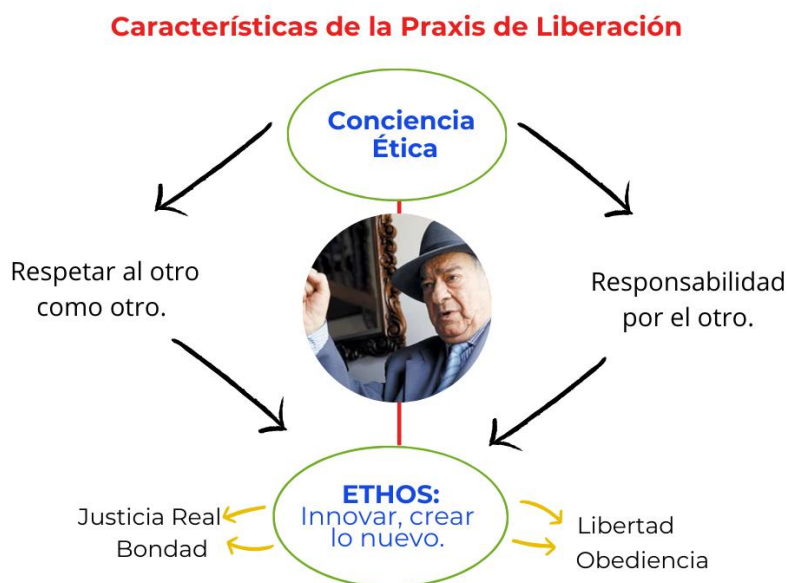 Características de la Praxis de Liberación
Conciencia
Ética
Respetar al otro
como otro.
Responsabilidad
por el otro.
ETHOS:
Innovar, crear
lo nuevo.
Justicia Real
Bondad
Libertad
Obediencia